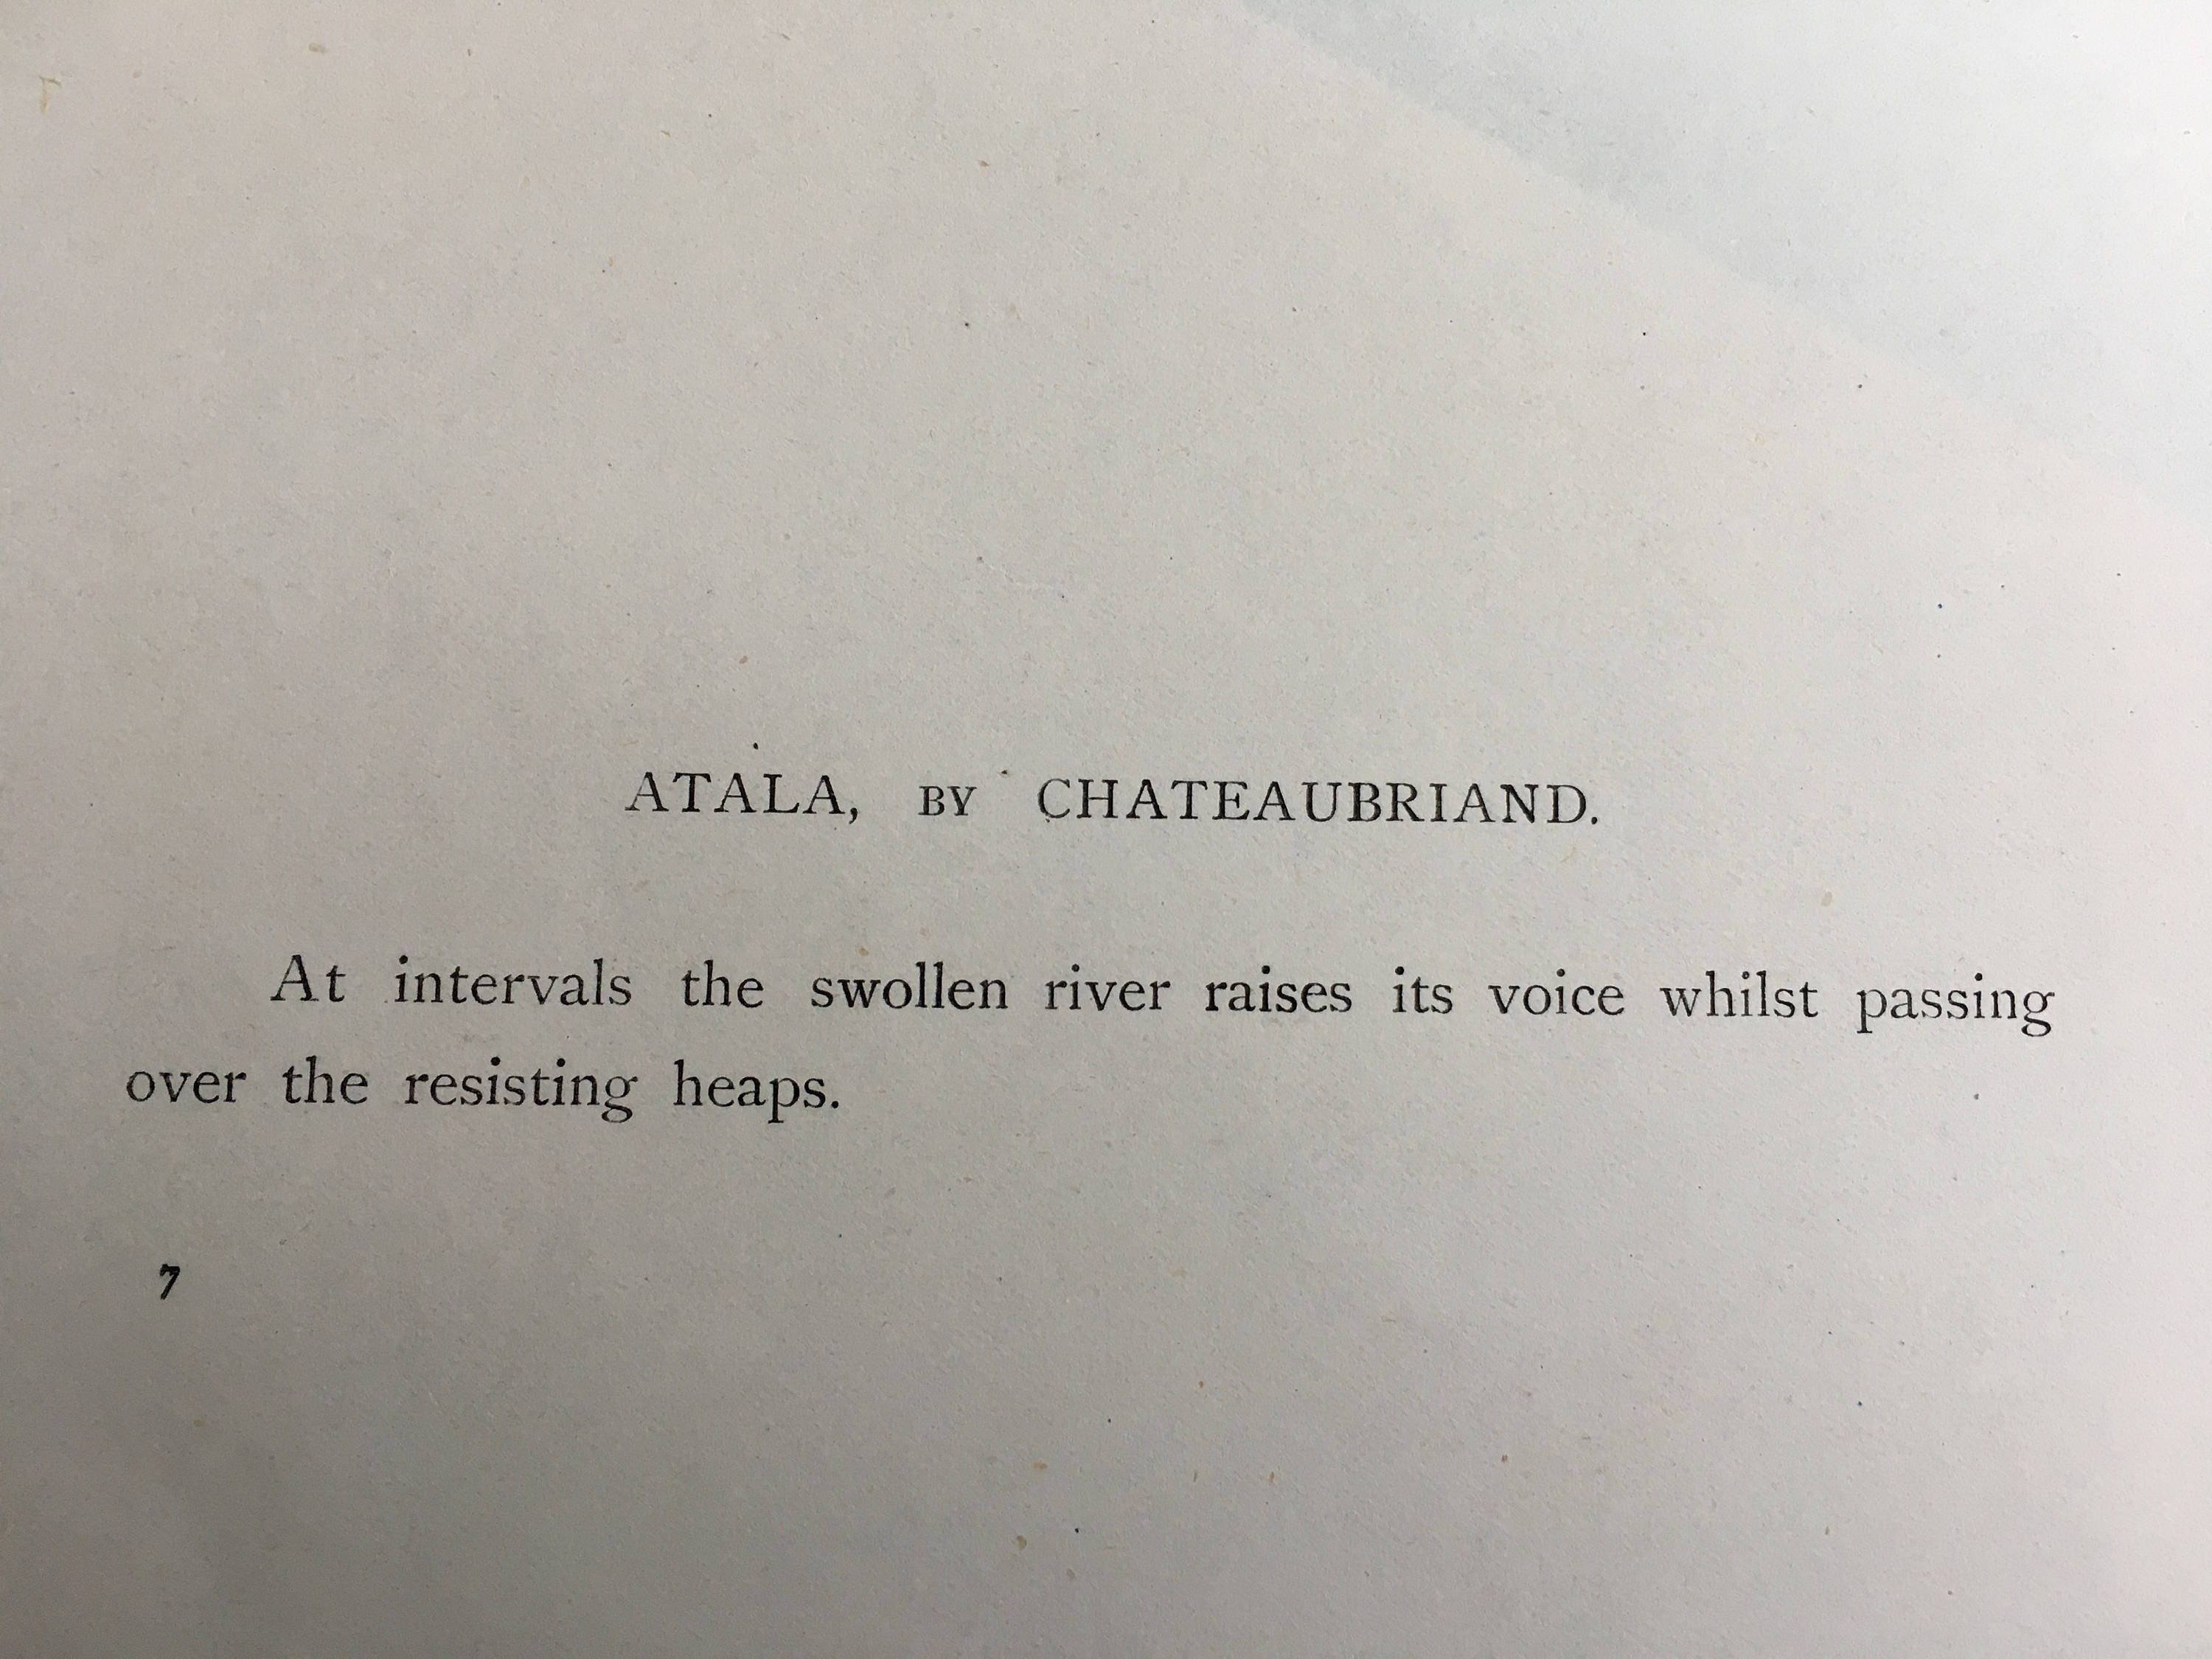 ATALA, BY CHATEAUBRIAND.
At intervals the swollen river raises its voice whilst passing
over the resisting heaps.
7